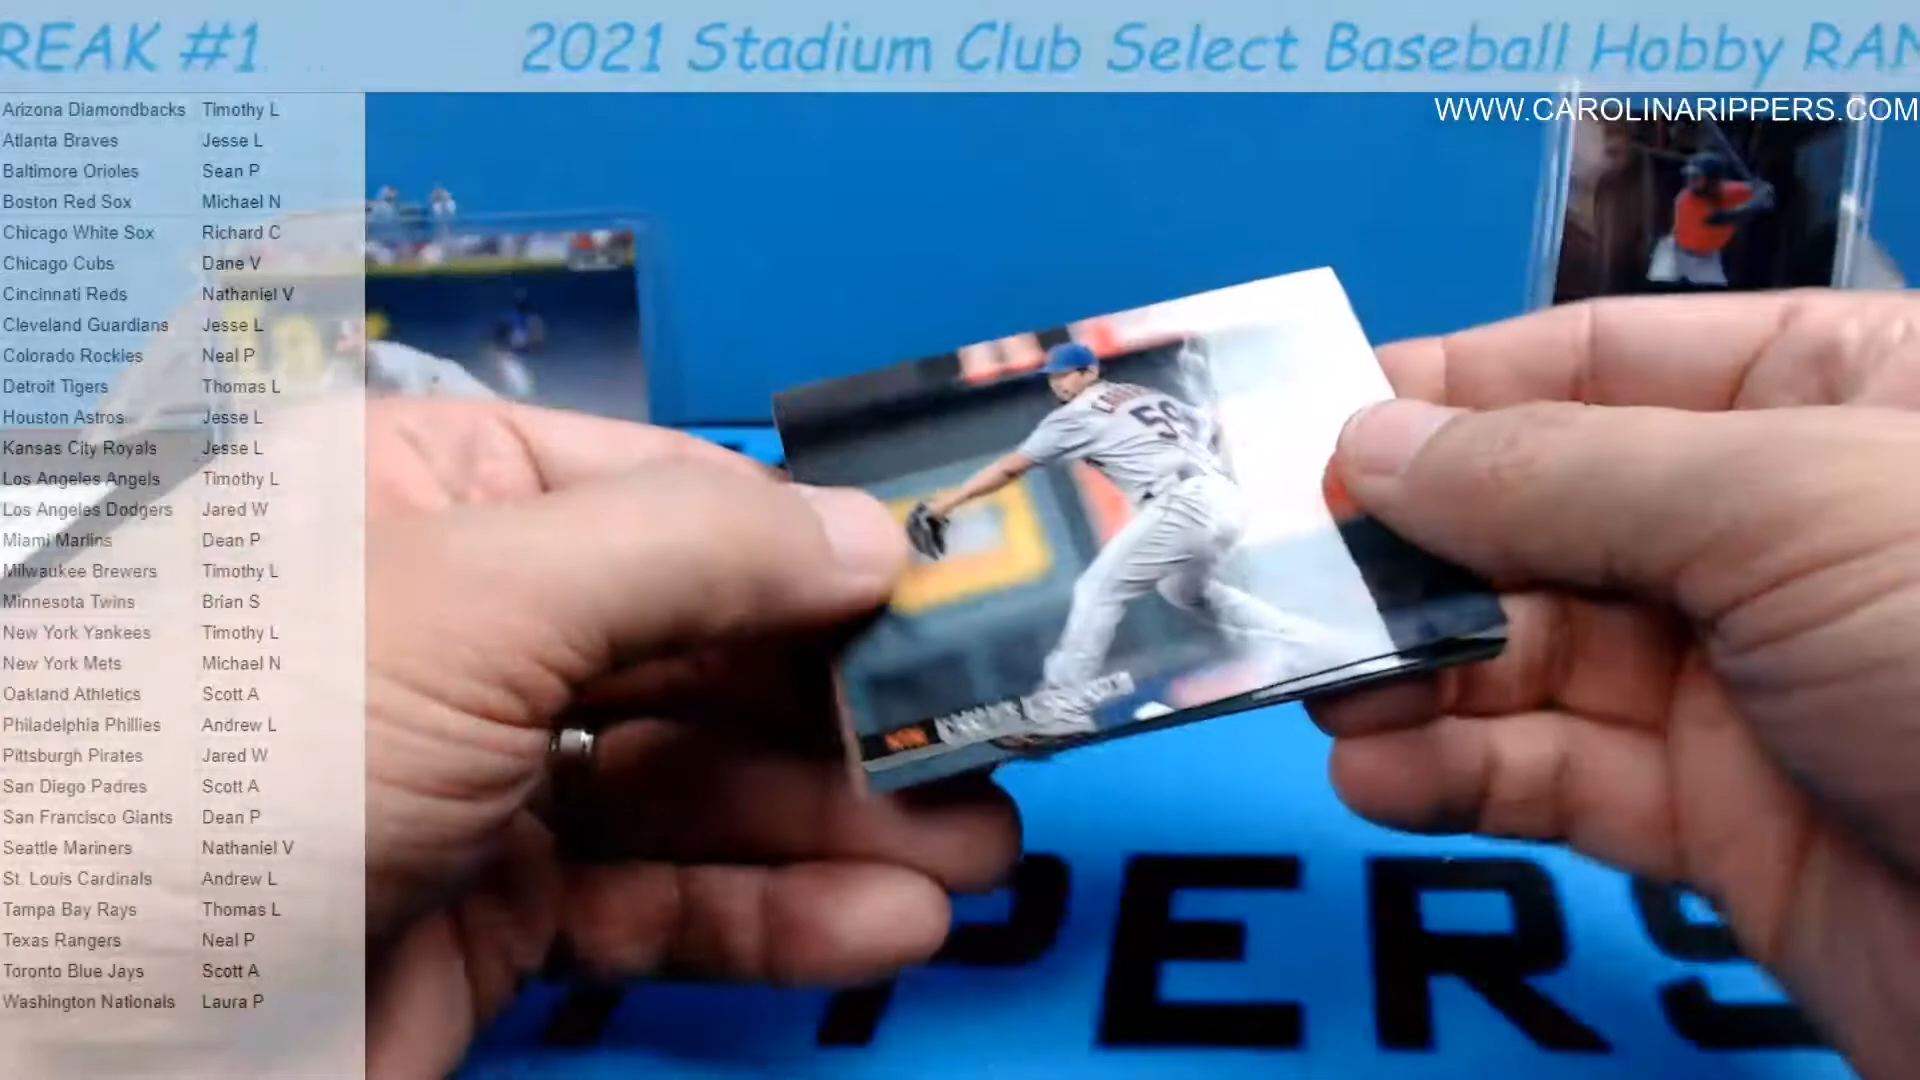 REAK #1
2021 Stadium Club Select Baseball Hobby RAN
WWW.CAROLINARIPPERS.COM
Arizona Diamondbacks Timothy L
Atlanta Braves Jesse L
Baltimore Orioles Sean P
Boston Red Sox Michael N
Chicago White Sox Richard C
Chicago Cubs Dane V
Cincinnati Reds Nathaniel V
Cleveland Guardians Jesse L
Colorado Rockies Neal P
Detroit Tigers Thomas L
Houston Astros Jesse L
Kansas City Royals Jesse L
Los Angeles Angels Timothy L
Los Angeles Dodgers Jared W
Miami Marlins Dean P
Milwaukee Brewers Timothy L
Minnesota Twins Brian S
New York Yankees Timothy L
New York Mets Michael N
Oakland Athletics Scott A
Philadelphia Phillies Andrew L
Pittsburgh Pirates Jared W
San Diego Padres Scott A
San Francisco Giants Dean P
Seattle Mariners Nathaniel V
St. Louis Cardinals Andrew L
Tampa Bay Rays Thomas L
Texas Rangers Neal P
Toronto Blue Jays Scott A
Washington Nationals Laura P
59
PPERS